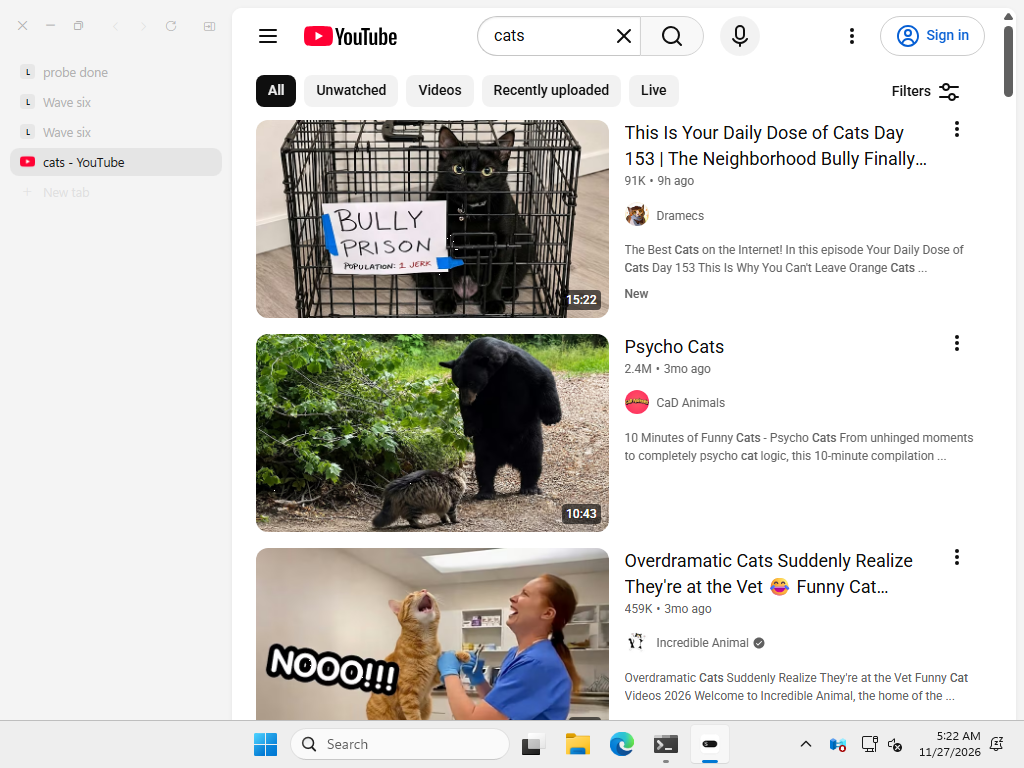 probe done
Wave six
Wave six
cats - YouTube
New tab
YouTube
cats
Sign in
All
Unwatched
Videos
Recently uploaded
Live
Filters
BULLY
PRISON
POPULATION: 1 JERK
15:22
This Is Your Daily Dose of Cats Day
153 | The Neighborhood Bully Finally...
91K • 9h ago
Dramecs
The Best Cats on the Internet! In this episode Your Daily Dose of
Cats Day 153 This Is Why You Can't Leave Orange Cats ...
New
10:43
Psycho Cats
2.4M • 3mo ago
CaD Animals
10 Minutes of Funny Cats - Psycho Cats From unhinged moments
to completely psycho cat logic, this 10-minute compilation ...
NOOO!!!
Overdramatic Cats Suddenly Realize
They're at the Vet 😂 Funny Cat...
459K • 3mo ago
Incredible Animal
Overdramatic Cats Suddenly Realize They're at the Vet Funny Cat
Videos 2026 Welcome to Incredible Animal, the home of the ...
Search
5:22 AM
11/27/2026